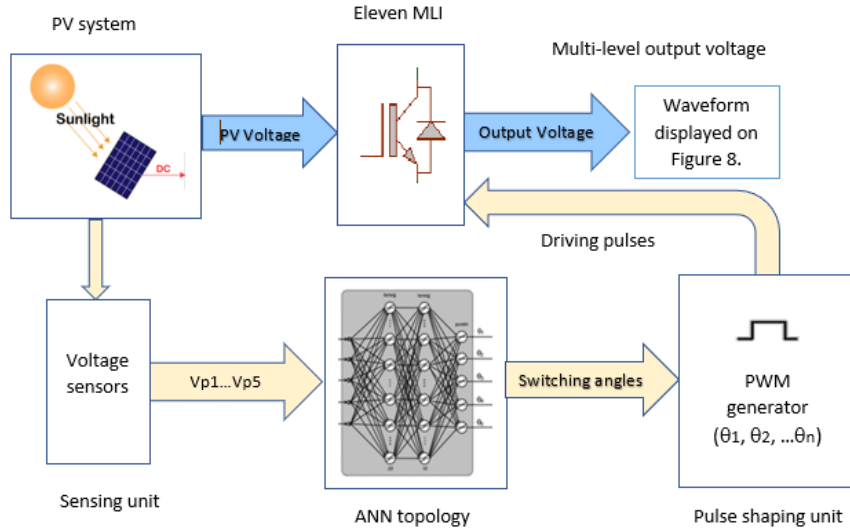 PV system
Eleven MLI
Multi-level output voltage
Sunlight
DC
PV Voltage
Output Voltage
Waveform
displayed on
Figure 8.
Driving pulses
Voltage
sensors
Vp1...Vp5
Switching angles
PWM
generator
(θ1, θ2, ...θn)
Sensing unit
ANN topology
Pulse shaping unit